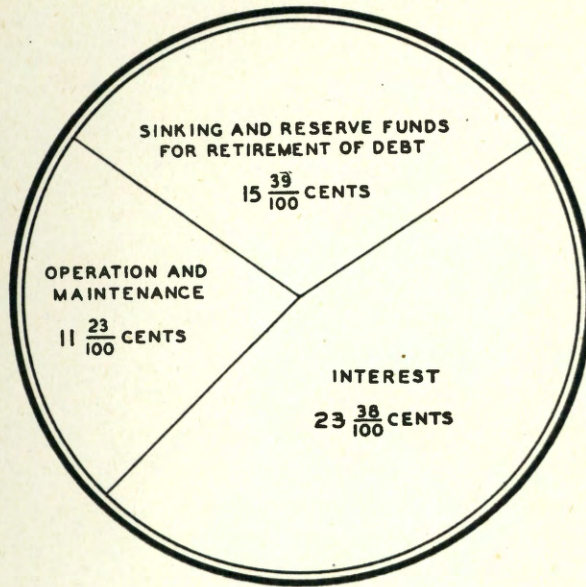 SINKING AND RESERVE FUNDS
FOR RETIREMENT OF DEBT
15 39/100 CENTS
OPERATION AND
MAINTENANCE
11 23/100 CENTS
INTEREST
23 38/100 CENTS